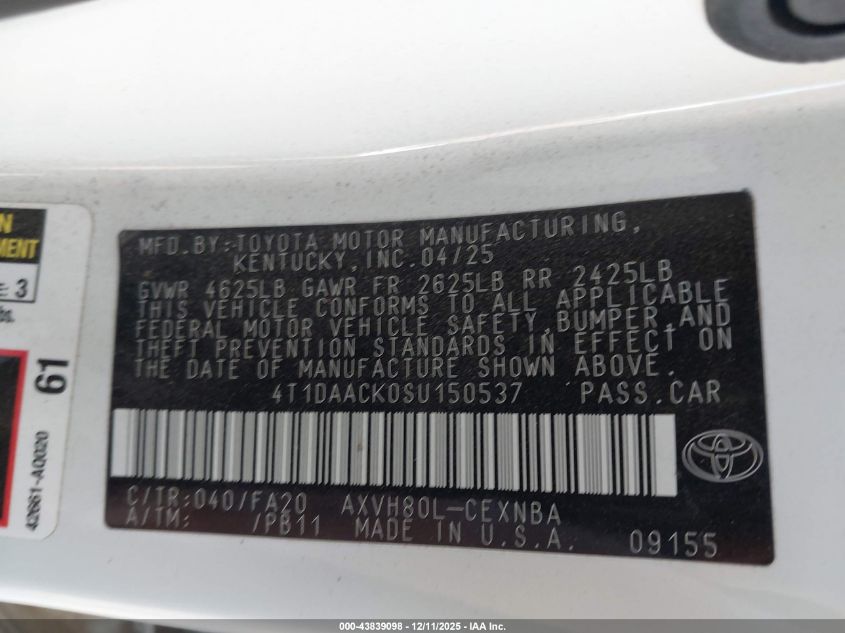 MFD.BY:TOYOTA MOTOR MANUFACTURING,
KENTUCKY,INC.04/25
GVWR 4625LB GAWR FR 2625LB RR 2425LB
THIS VEHICLE CONFORMS TO ALL APPLICABLE
FEDERAL MOTOR VEHICLE SAFETY,BUMPER,AND
THEFT PREVENTION STANDARDS IN EFFECT ON
THE DATE OF MANUFACTURE SHOWN ABOVE.
4T1DAACK0SU150537 PASS.CAR
C/TR:040/FA20 AXVH80L-CEXNBA
A/TM: /PB11 MADE IN U.S.A. 09155
3
61
42661-AQ020
000-43839098 - 12/11/2025 - IAA Inc.